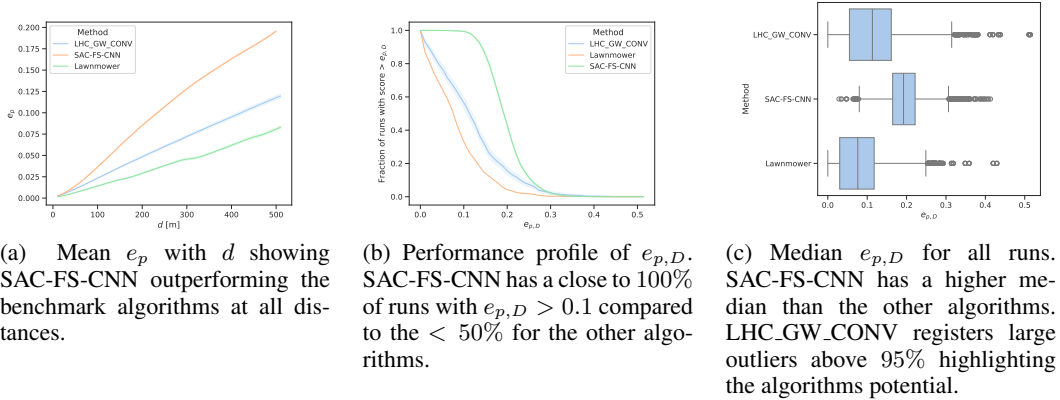 0.200
0.175
0.150
0.125
0.100
0.075
0.050
0.025
0.000
e_p
0 100 200 300 400 500
d [m]
Method
LHC_GW_CONV
SAC-FS-CNN
Lawnmower
1.0
0.8
0.6
0.4
0.2
0.0
Fraction of runs with score > e_{p,D}
0.0 0.1 0.2 0.3 0.4 0.5
e_{p,D}
Method
LHC_GW_CONV
Lawnmower
SAC-FS-CNN
Method
LHC_GW_CONV
SAC-FS-CNN
Lawnmower
0.0 0.1 0.2 0.3 0.4 0.5
e_{p,D}
(a) Mean e_p with d showing
SAC-FS-CNN outperforming the
benchmark algorithms at all dis-
tances.
(b) Performance profile of e_{p,D}.
SAC-FS-CNN has a close to 100%
of runs with e_{p,D} > 0.1 compared
to the < 50% for the other algo-
rithms.
(c) Median e_{p,D} for all runs.
SAC-FS-CNN has a higher me-
dian than the other algorithms.
LHC_GW_CONV registers large
outliers above 95% highlighting
the algorithms potential.